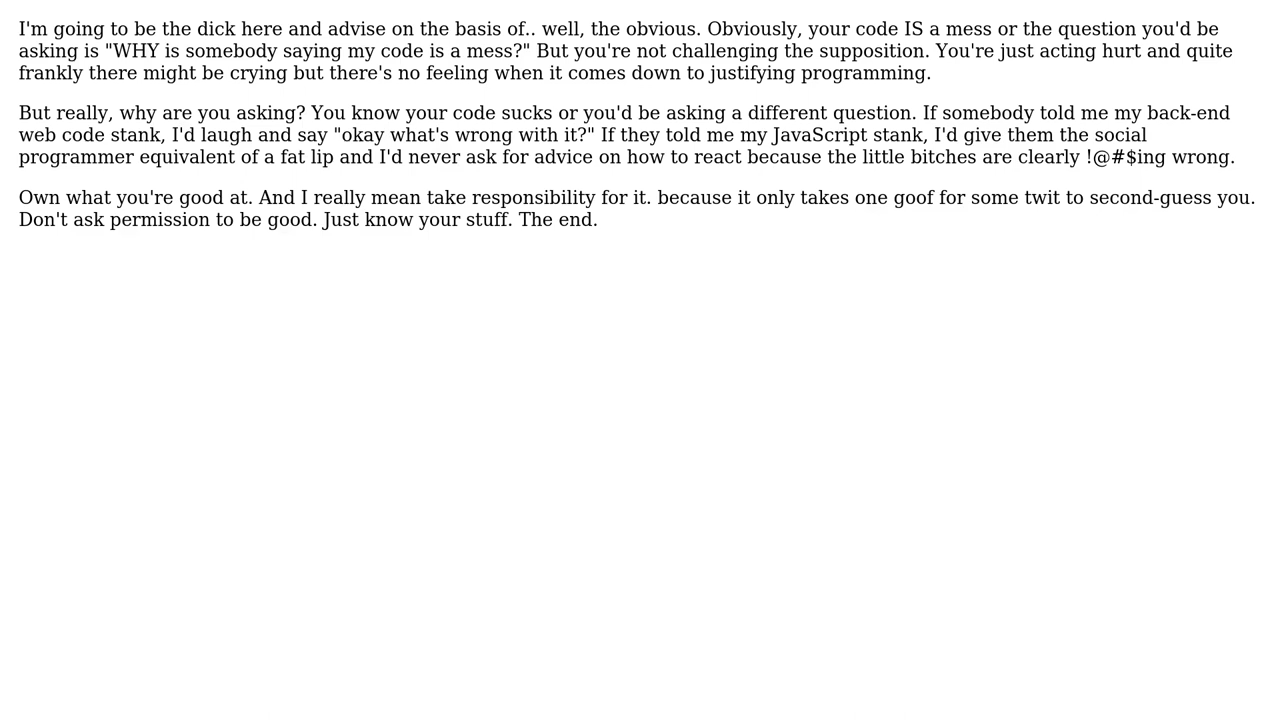 I'm going to be the dick here and advise on the basis of.. well, the obvious. Obviously, your code IS a mess or the question you'd be
asking is "WHY is somebody saying my code is a mess?" But you're not challenging the supposition. You're just acting hurt and quite
frankly there might be crying but there's no feeling when it comes down to justifying programming.
But really, why are you asking? You know your code sucks or you'd be asking a different question. If somebody told me my back-end
web code stank, I'd laugh and say "okay what's wrong with it?" If they told me my JavaScript stank, I'd give them the social
programmer equivalent of a fat lip and I'd never ask for advice on how to react because the little bitches are clearly !@#$ing wrong.
Own what you're good at. And I really mean take responsibility for it. because it only takes one goof for some twit to second-guess you.
Don't ask permission to be good. Just know your stuff. The end.